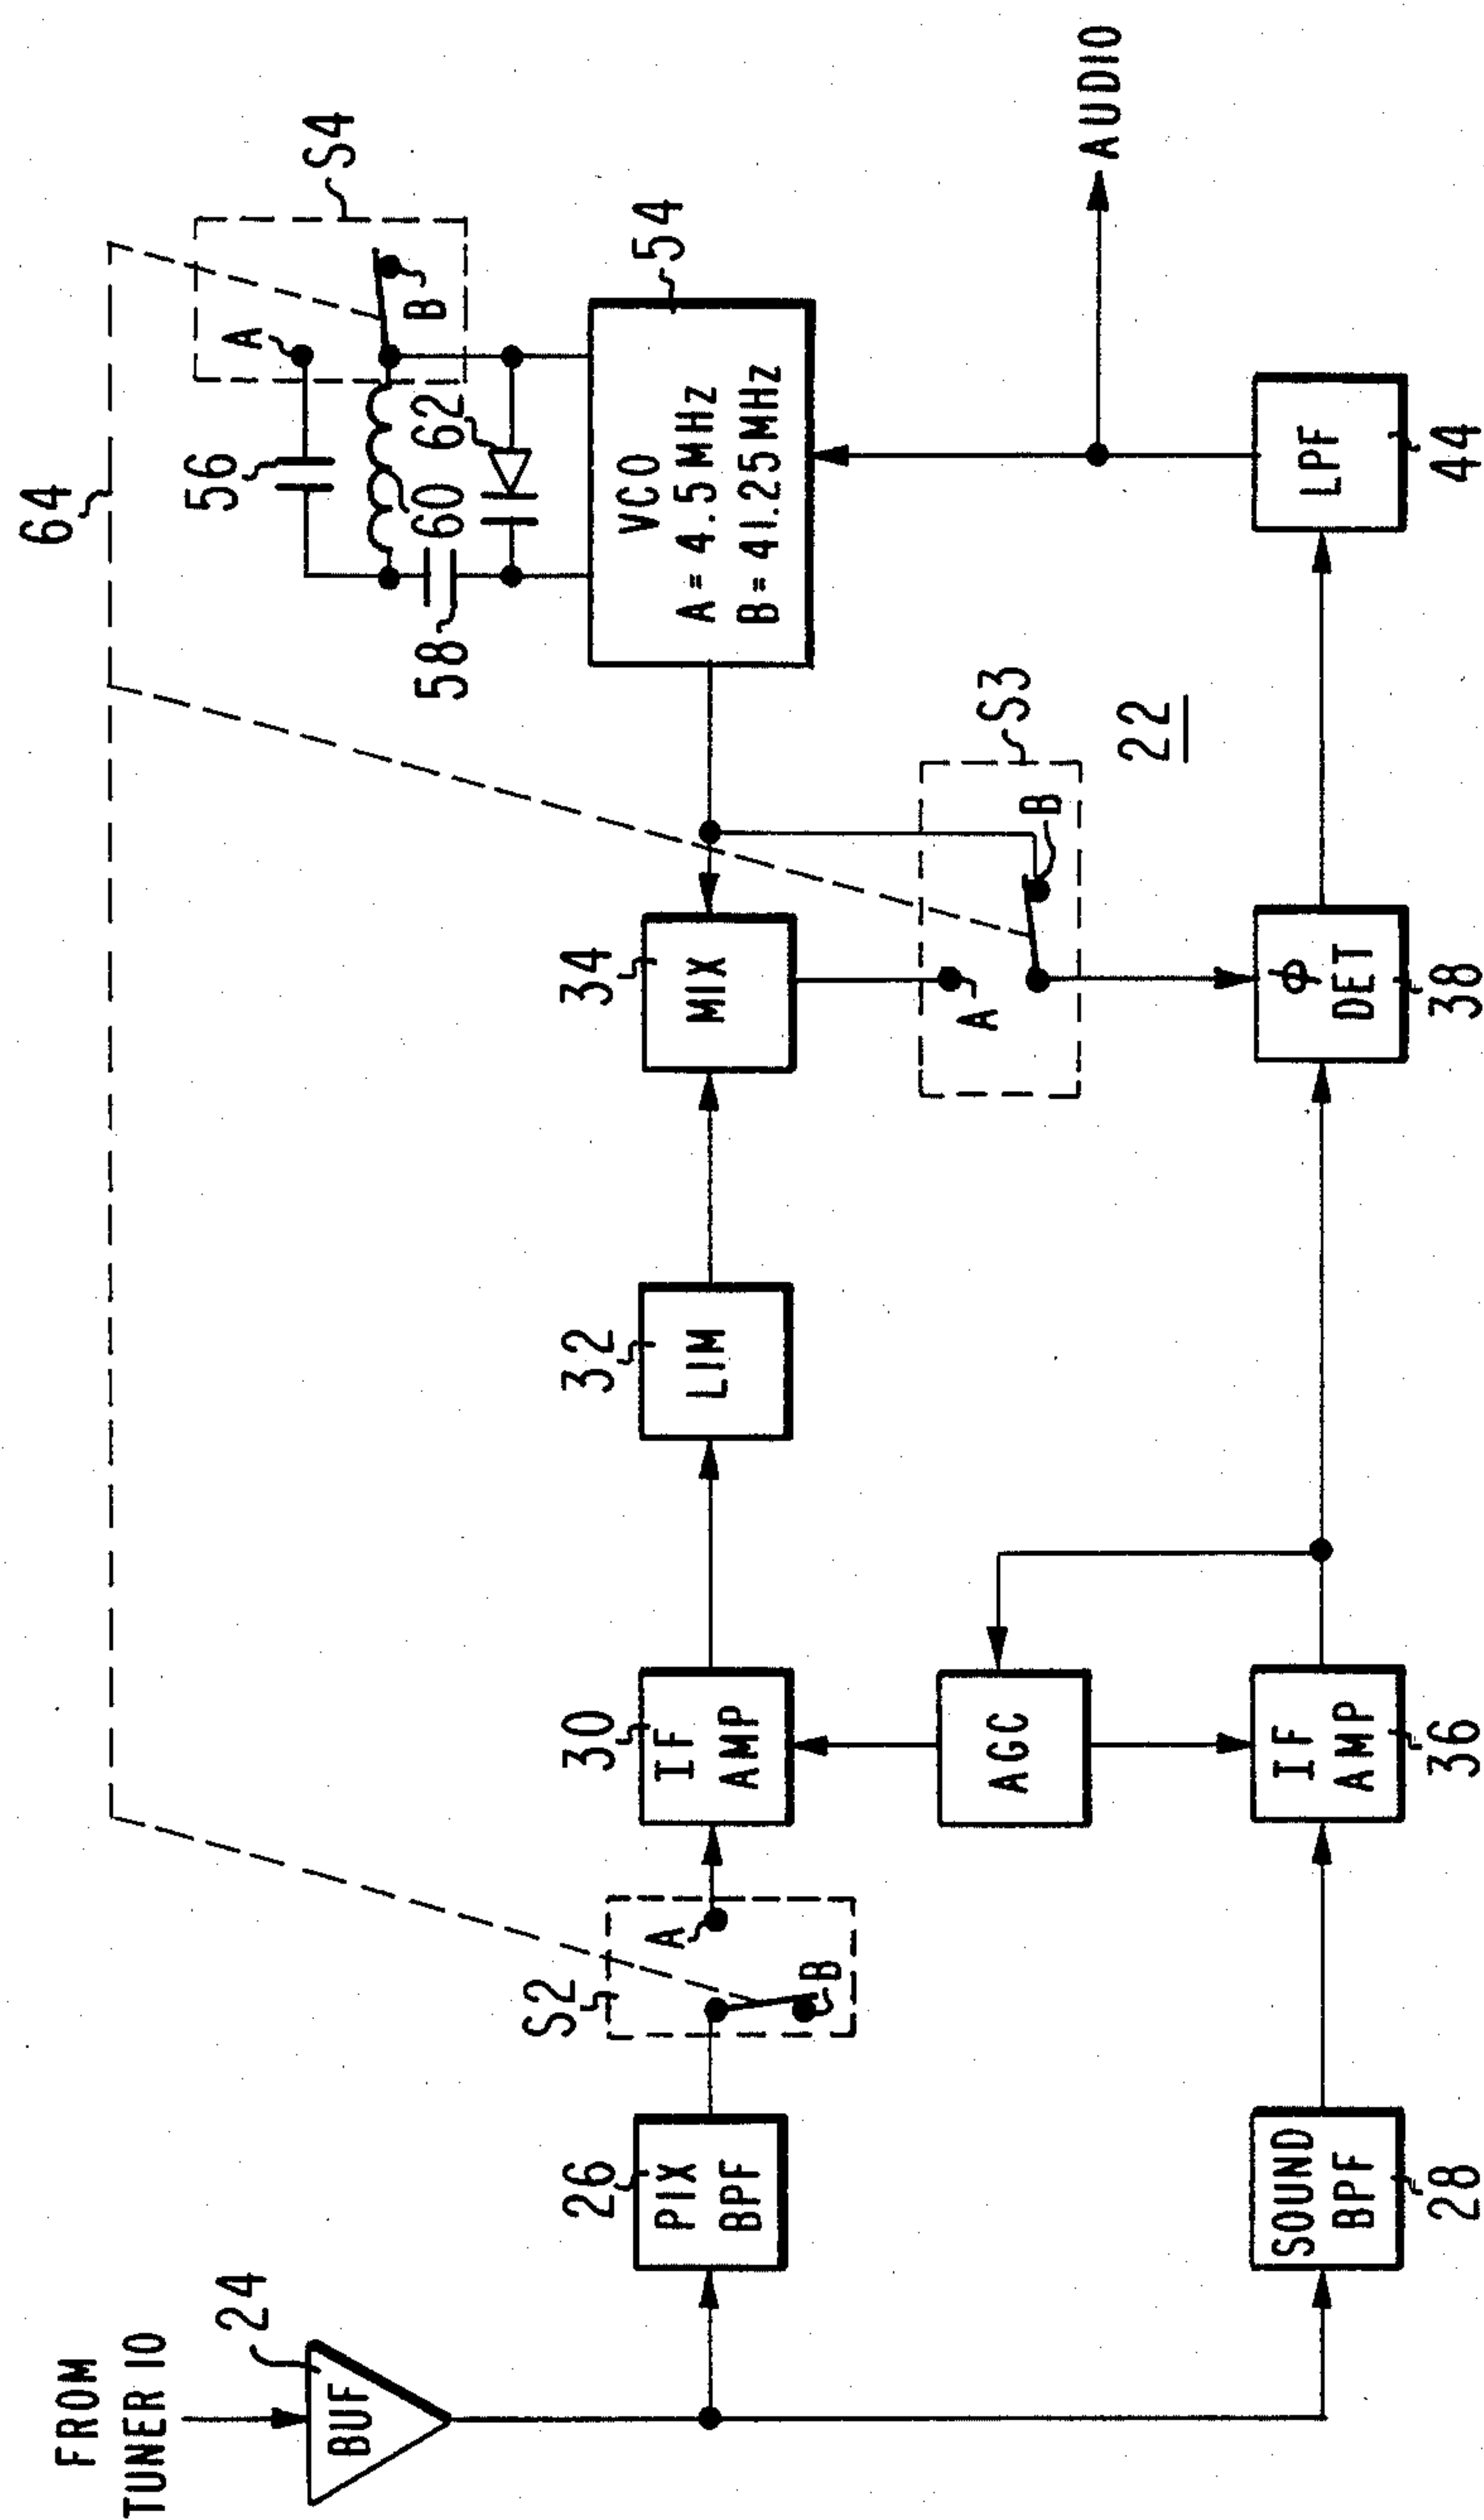 FROM
TUNER 10
24
BUF
26
PIX
BPF
S2
A
B
30
IF
AMP
32
LIM
34
MIX
64
56
A
S4
B
60
62
58
54
VCO
A = 4.5 MHz
B = 41.25 MHz
S3
A
B
22
AGC
28
SOUND
BPF
36
IF
AMP
38
Φ
DET
44
LPF
AUDIO